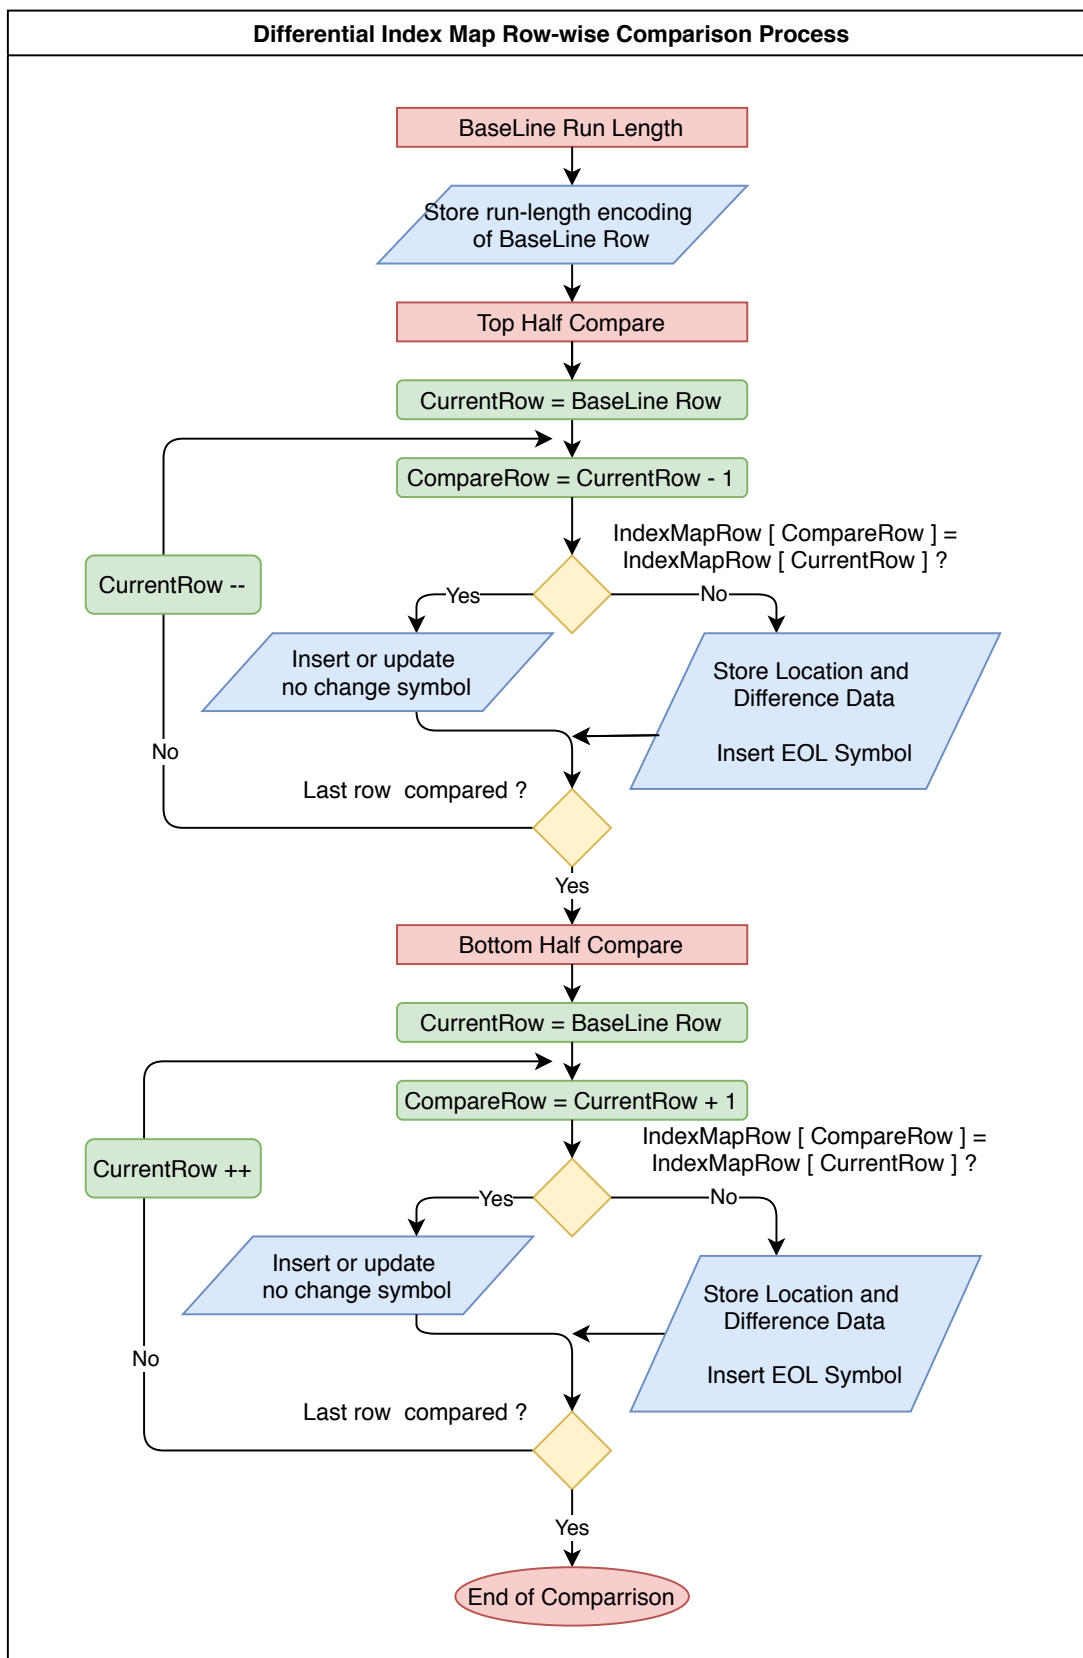 Differential Index Map Row-wise Comparison Process
BaseLine Run Length
Store run-length encoding
of BaseLine Row
Top Half Compare
CurrentRow = BaseLine Row
CompareRow = CurrentRow - 1
IndexMapRow [ CompareRow ] =
IndexMapRow [ CurrentRow ] ?
CurrentRow --
Yes
No
Insert or update
no change symbol
Store Location and
Difference Data
Insert EOL Symbol
No
Last row compared ?
Yes
Bottom Half Compare
CurrentRow = BaseLine Row
CompareRow = CurrentRow + 1
IndexMapRow [ CompareRow ] =
IndexMapRow [ CurrentRow ] ?
CurrentRow ++
Yes
No
Insert or update
no change symbol
Store Location and
Difference Data
Insert EOL Symbol
No
Last row compared ?
Yes
End of Comparrison